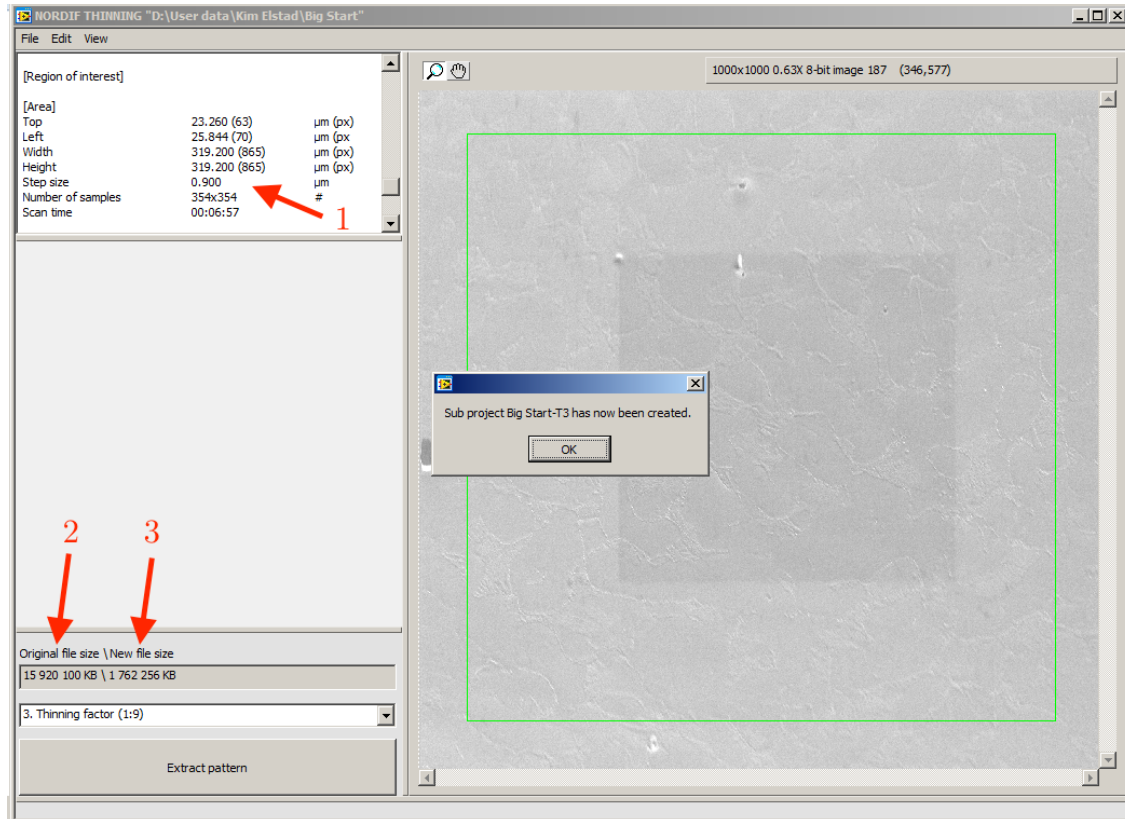 NORDIF THINNING "D:\User data\Kim Elstad\Big Start"
File Edit View
[Region of interest]
[Area]
Top 23.260 (63) µm (px)
Left 25.844 (70) µm (px
Width 319.200 (865) µm (px)
Height 319.200 (865) µm (px)
Step size 0.900 µm
Number of samples 354x354 #
Scan time 00:06:57
1
1000x1000 0.63X 8-bit image 187 (346,577)
Sub project Big Start-T3 has now been created.
OK
2 3
Original file size \ New file size
15 920 100 KB \ 1 762 256 KB
3. Thinning factor (1:9)
Extract pattern